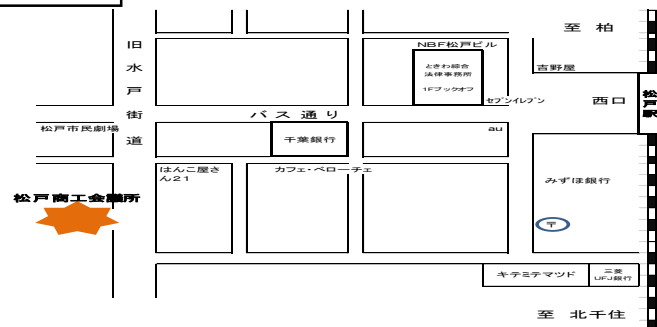 至 柏
旧水戸街道
NBF松戸ビル
ときわ綜合
法律事務所
1Fブックオフ
吉野屋
セブンイレブン
西口
松戸駅
バス通り
松戸市民劇場
千葉銀行
au
はんこ屋さ
ん21
カフェ・ベローチェ
みずほ銀行
松戸商工会議所
〒
キテミテマツド
三菱
UFJ銀行
至 北千住